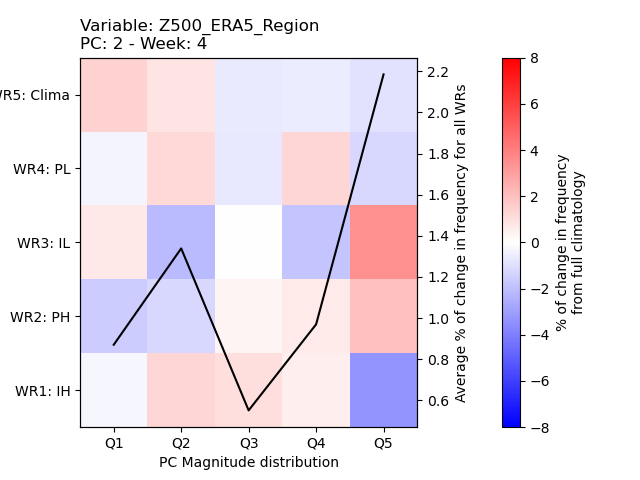 Variable: Z500_ERA5_Region
PC: 2 - Week: 4
WR5: Clima
WR4: PL
WR3: IL
WR2: PH
WR1: IH
Q1 Q2 Q3 Q4 Q5
PC Magnitude distribution
2.2
2.0
1.8
1.6
1.4
1.2
1.0
0.8
0.6
Average % of change in frequency for all WRs
8
6
4
2
0
−2
−4
−6
−8
% of change in frequency
from full climatology